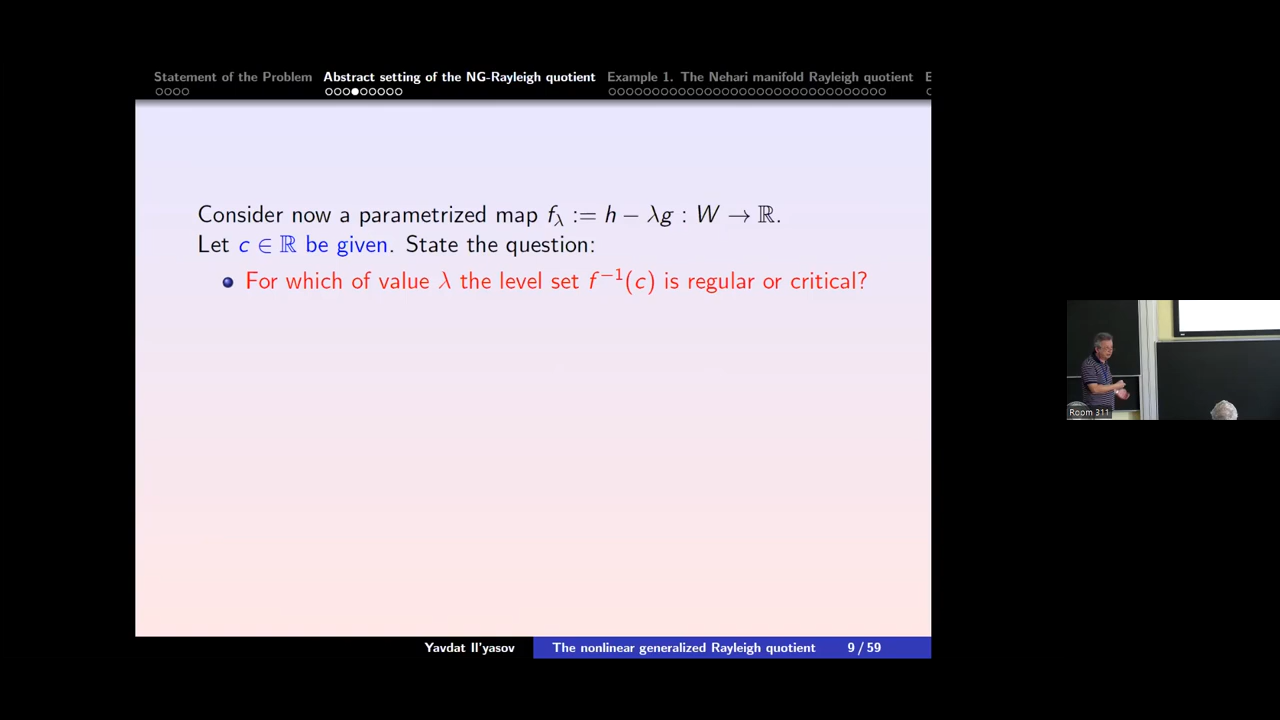 Statement of the Problem Abstract setting of the NG-Rayleigh quotient Example 1. The Nehari manifold Rayleigh quotient E
Consider now a parametrized map f_λ := h − λg : W → ℝ.
Let c ∈ ℝ be given. State the question:
For which of value λ the level set f⁻¹(c) is regular or critical?
Room 311
Yavdat Il'yasov The nonlinear generalized Rayleigh quotient 9 / 59